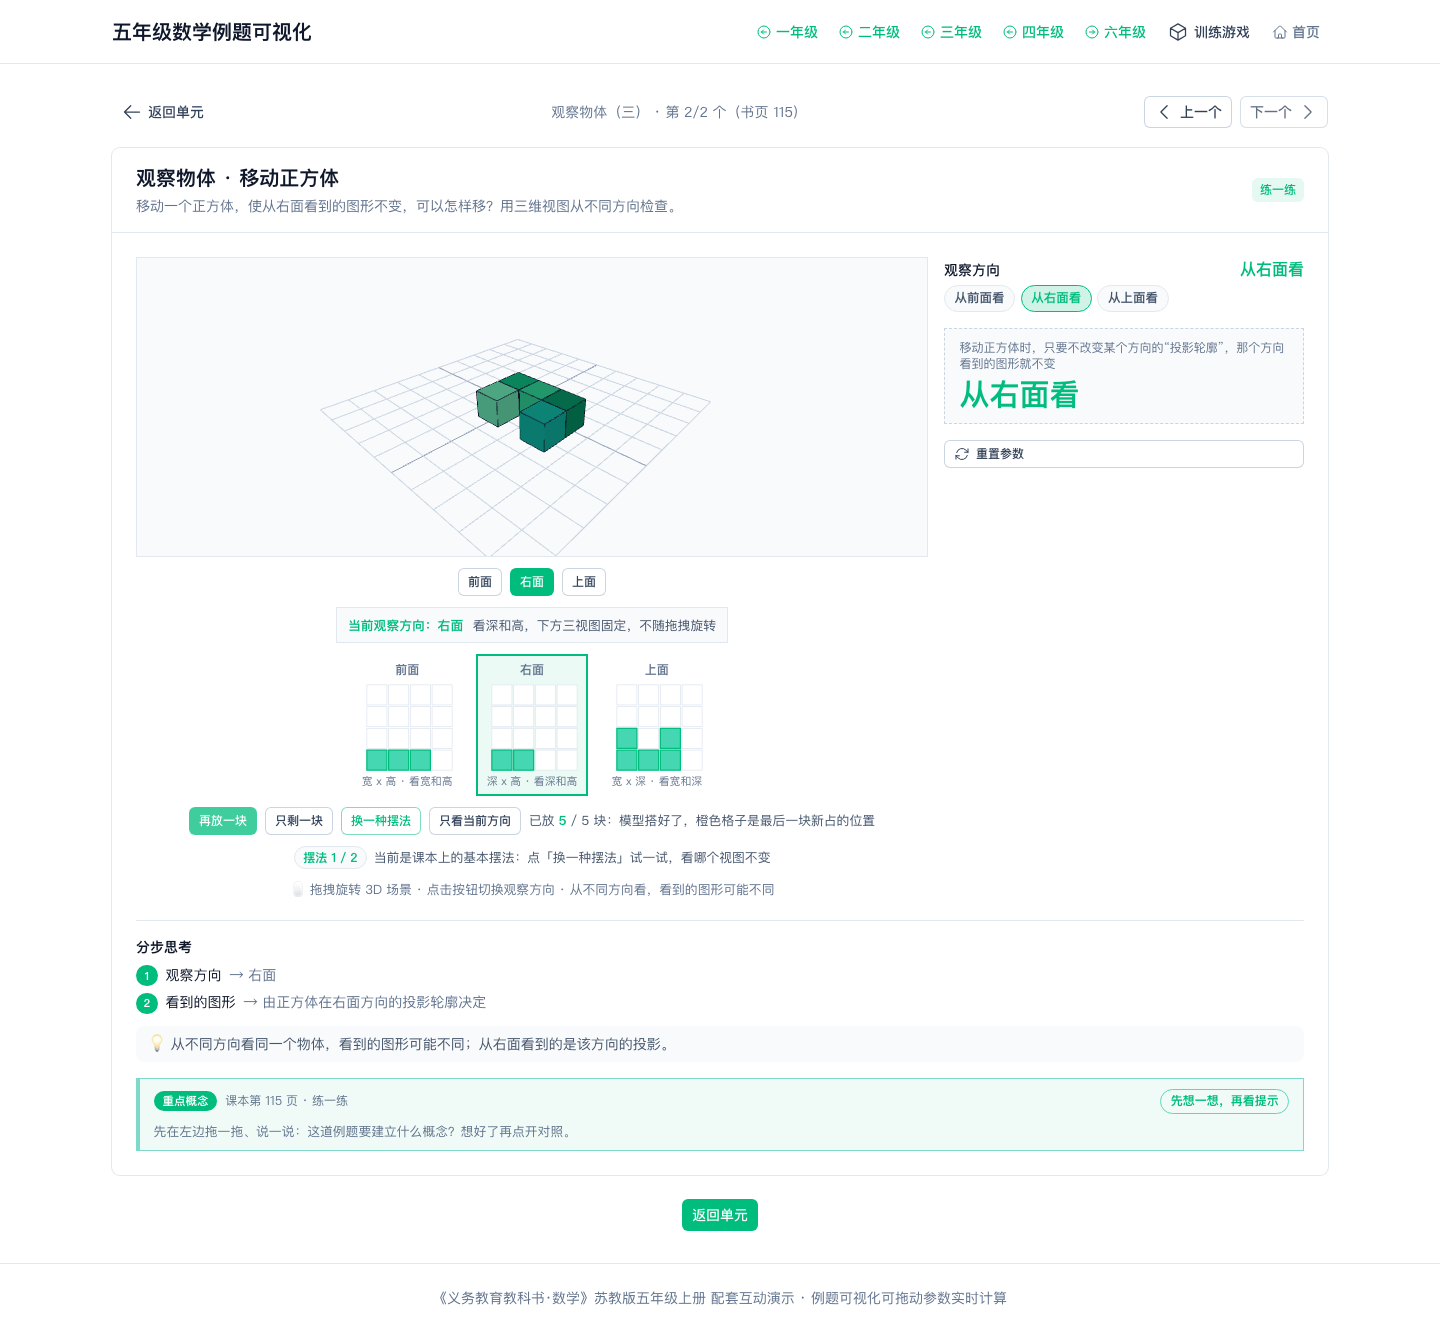 五年级数学例题可视化
一年级
二年级
三年级
四年级
六年级
训练游戏
首页
返回单元
观察物体（三） · 第 2/2 个（书页 115）
上一个
下一个
观察物体 · 移动正方体
移动一个正方体，使从右面看到的图形不变，可以怎样移？用三维视图从不同方向检查。
练一练
观察方向
从右面看
从前面看
从右面看
从上面看
移动正方体时，只要不改变某个方向的“投影轮廓”，那个方向
看到的图形就不变
从右面看
重置参数
前面
右面
上面
当前观察方向：右面 看深和高，下方三视图固定，不随拖拽旋转
前面
右面
上面
宽 x 高 · 看宽和高
深 x 高 · 看深和高
宽 x 深 · 看宽和深
再放一块
只剩一块
换一种摆法
只看当前方向
已放 5 / 5 块：模型搭好了，橙色格子是最后一块新占的位置
摆法 1 / 2 当前是课本上的基本摆法：点「换一种摆法」试一试，看哪个视图不变
拖拽旋转 3D 场景 · 点击按钮切换观察方向 · 从不同方向看，看到的图形可能不同
分步思考
1 观察方向 → 右面
2 看到的图形 → 由正方体在右面方向的投影轮廓决定
从不同方向看同一个物体，看到的图形可能不同；从右面看到的是该方向的投影。
重点概念 课本第 115 页 · 练一练
先想一想，再看提示
先在左边拖一拖、说一说：这道例题要建立什么概念？想好了再点开对照。
返回单元
《义务教育教科书·数学》苏教版五年级上册 配套互动演示 · 例题可视化可拖动参数实时计算